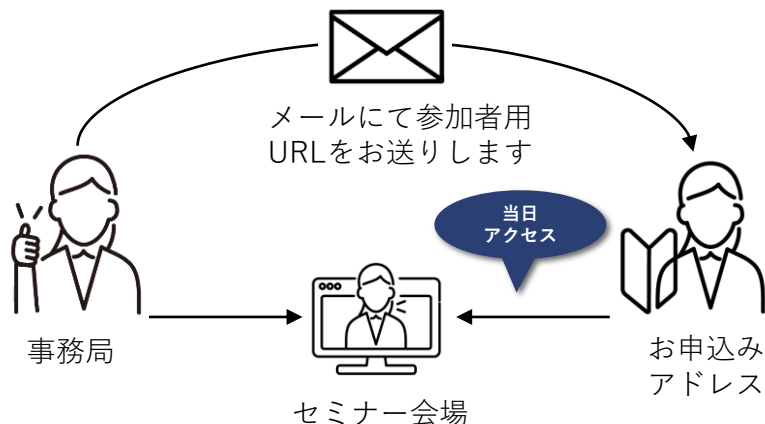 メールにて参加者用
URLをお送りします
当日
アクセス
事務局
お申込み
アドレス
セミナー会場